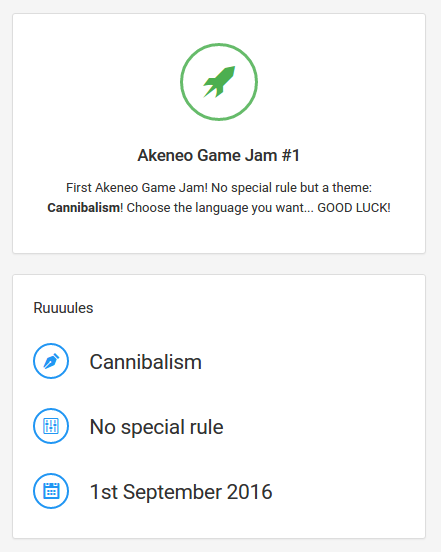 Akeneo Game Jam #1
First Akeneo Game Jam! No special rule but a theme:
Cannibalism! Choose the language you want... GOOD LUCK!
Ruuuules
Cannibalism
No special rule
1st September 2016